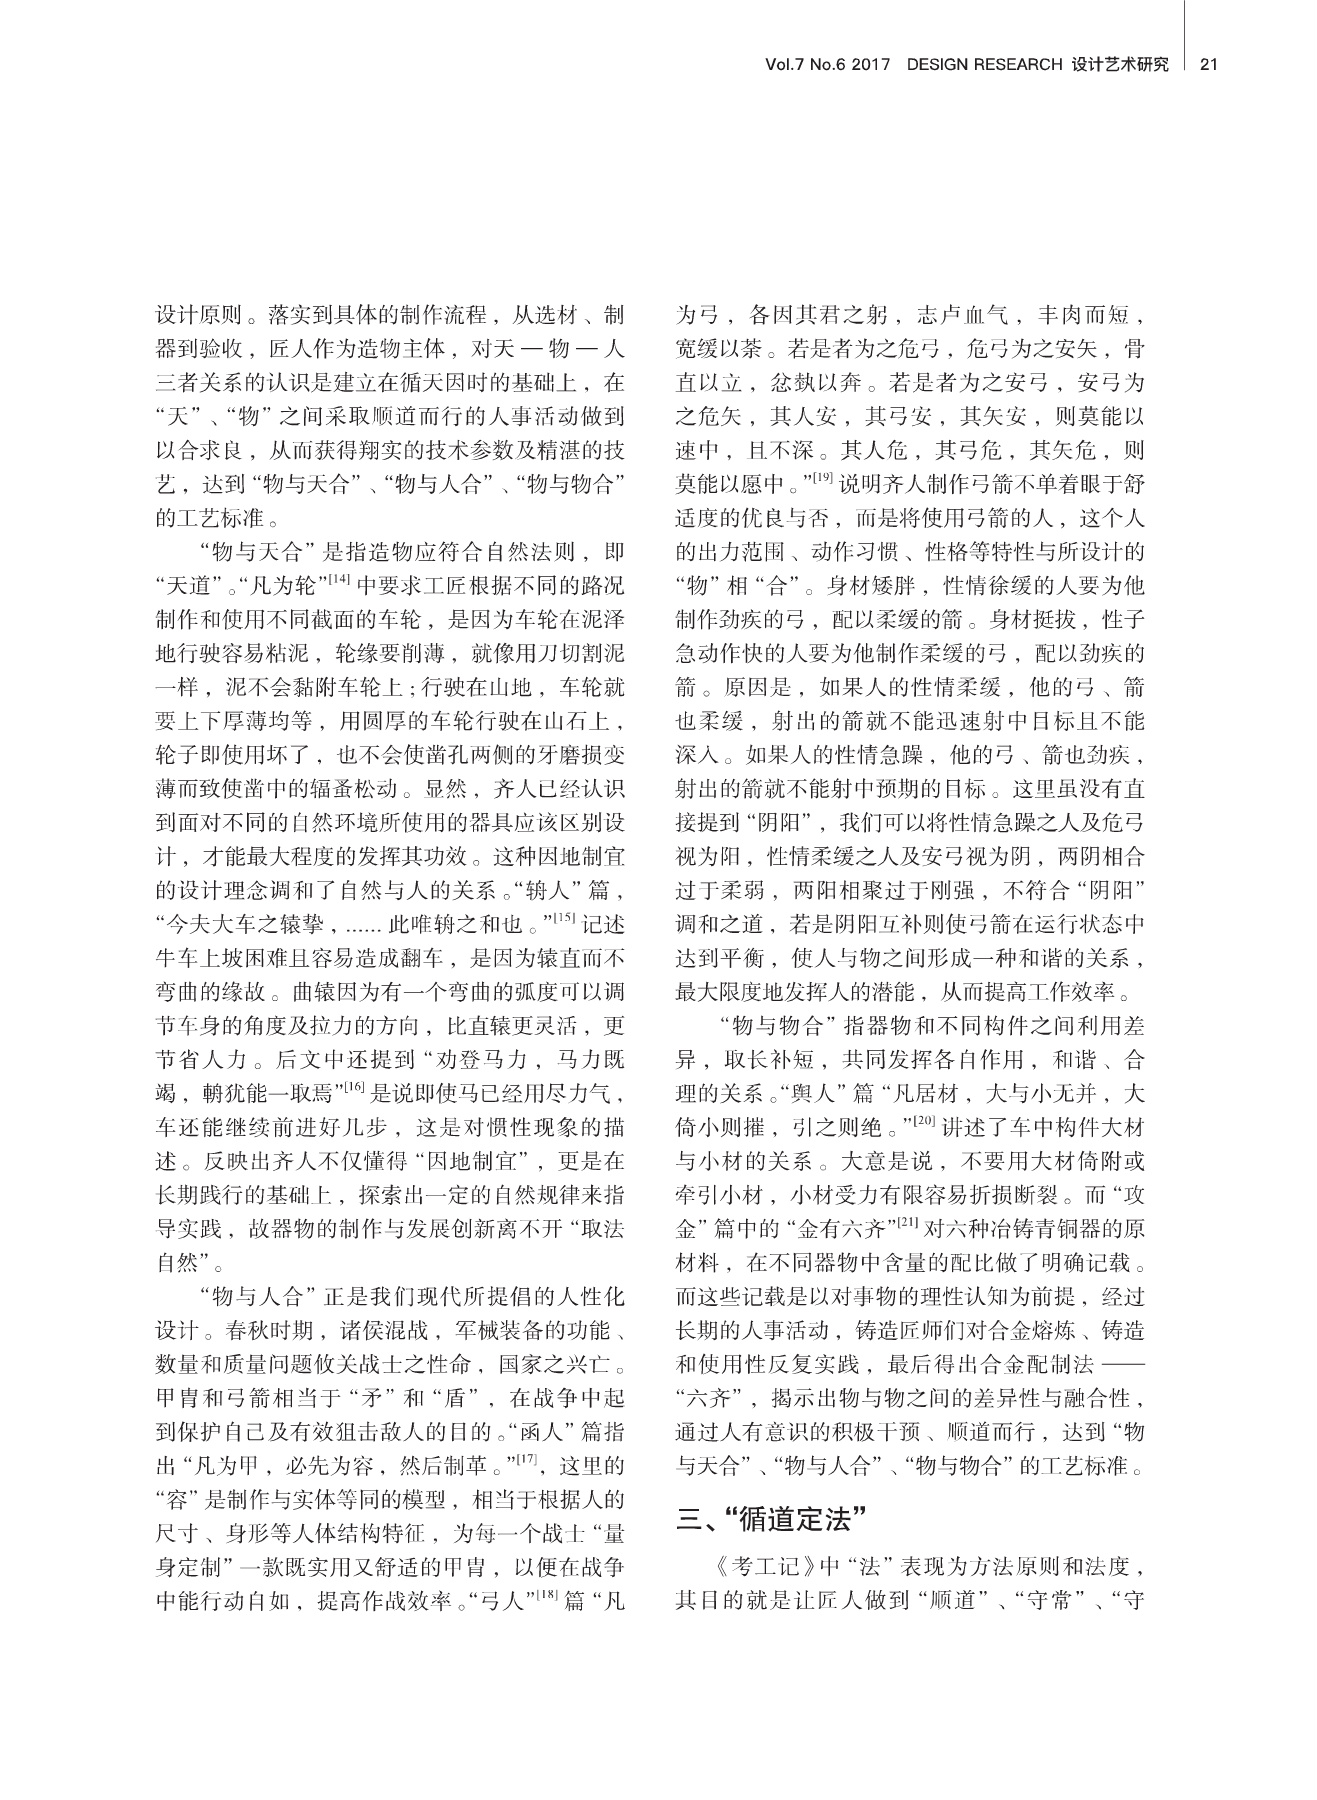 Vol.7 No.6 2017 DESIGN RESEARCH 设计艺术研究 21
设计原则。落实到具体的制作流程，从选材、制
器到验收，匠人作为造物主体，对天 — 物 — 人
三者关系的认识是建立在循天因时的基础上，在
“天”、“物”之间采取顺道而行的人事活动做到
以合求良，从而获得翔实的技术参数及精湛的技
艺，达到“物与天合”、“物与人合”、“物与物合”
的工艺标准。
“物与天合”是指造物应符合自然法则，即
“天道”。“凡为轮”[14] 中要求工匠根据不同的路况
制作和使用不同截面的车轮，是因为车轮在泥泽
地行驶容易粘泥，轮缘要削薄，就像用刀切割泥
一样，泥不会黏附车轮上；行驶在山地，车轮就
要上下厚薄均等，用圆厚的车轮行驶在山石上，
轮子即使用坏了，也不会使凿孔两侧的牙磨损变
薄而致使凿中的辐蚤松动。显然，齐人已经认识
到面对不同的自然环境所使用的器具应该区别设
计，才能最大程度的发挥其功效。这种因地制宜
的设计理念调和了自然与人的关系。“辀人”篇，
“今夫大车之辕挚，…… 此唯辀之和也。”[15] 记述
牛车上坡困难且容易造成翻车，是因为辕直而不
弯曲的缘故。曲辕因为有一个弯曲的弧度可以调
节车身的角度及拉力的方向，比直辕更灵活，更
节省人力。后文中还提到“劝登马力，马力既
竭，輈犹能一取焉”[16] 是说即使马已经用尽力气，
车还能继续前进好几步，这是对惯性现象的描
述。反映出齐人不仅懂得“因地制宜”，更是在
长期践行的基础上，探索出一定的自然规律来指
导实践，故器物的制作与发展创新离不开“取法
自然”。
“物与人合”正是我们现代所提倡的人性化
设计。春秋时期，诸侯混战，军械装备的功能、
数量和质量问题攸关战士之性命，国家之兴亡。
甲胄和弓箭相当于“矛”和“盾”，在战争中起
到保护自己及有效狙击敌人的目的。“函人”篇指
出“凡为甲，必先为容，然后制革。”[17]，这里的
“容”是制作与实体等同的模型，相当于根据人的
尺寸、身形等人体结构特征，为每一个战士“量
身定制”一款既实用又舒适的甲胄，以便在战争
中能行动自如，提高作战效率。“弓人”[18] 篇“凡
为弓，各因其君之躬，志卢血气，丰肉而短，
宽缓以荼。若是者为之危弓，危弓为之安矢，骨
直以立，忿埶以奔。若是者为之安弓，安弓为
之危矢，其人安，其弓安，其矢安，则莫能以
速中，且不深。其人危，其弓危，其矢危，则
莫能以愿中。”[19] 说明齐人制作弓箭不单着眼于舒
适度的优良与否，而是将使用弓箭的人，这个人
的出力范围、动作习惯、性格等特性与所设计的
“物”相“合”。身材矮胖，性情徐缓的人要为他
制作劲疾的弓，配以柔缓的箭。身材挺拔，性子
急动作快的人要为他制作柔缓的弓，配以劲疾的
箭。原因是，如果人的性情柔缓，他的弓、箭
也柔缓，射出的箭就不能迅速射中目标且不能
深入。如果人的性情急躁，他的弓、箭也劲疾，
射出的箭就不能射中预期的目标。这里虽没有直
接提到“阴阳”，我们可以将性情急躁之人及危弓
视为阳，性情柔缓之人及安弓视为阴，两阴相合
过于柔弱，两阳相聚过于刚强，不符合“阴阳”
调和之道，若是阴阳互补则使弓箭在运行状态中
达到平衡，使人与物之间形成一种和谐的关系，
最大限度地发挥人的潜能，从而提高工作效率。
“物与物合”指器物和不同构件之间利用差
异，取长补短，共同发挥各自作用，和谐、合
理的关系。“舆人”篇“凡居材，大与小无并，大
倚小则摧，引之则绝。”[20] 讲述了车中构件大材
与小材的关系。大意是说，不要用大材倚附或
牵引小材，小材受力有限容易折损断裂。而“攻
金”篇中的“金有六齐”[21] 对六种冶铸青铜器的原
材料，在不同器物中含量的配比做了明确记载。
而这些记载是以对事物的理性认知为前提，经过
长期的人事活动，铸造匠师们对合金熔炼、铸造
和使用性反复实践，最后得出合金配制法 ——
“六齐”，揭示出物与物之间的差异性与融合性，
通过人有意识的积极干预、顺道而行，达到“物
与天合”、“物与人合”、“物与物合”的工艺标准。
三、“循道定法”
《考工记》中“法”表现为方法原则和法度，
其目的就是让匠人做到“顺道”、“守常”、“守